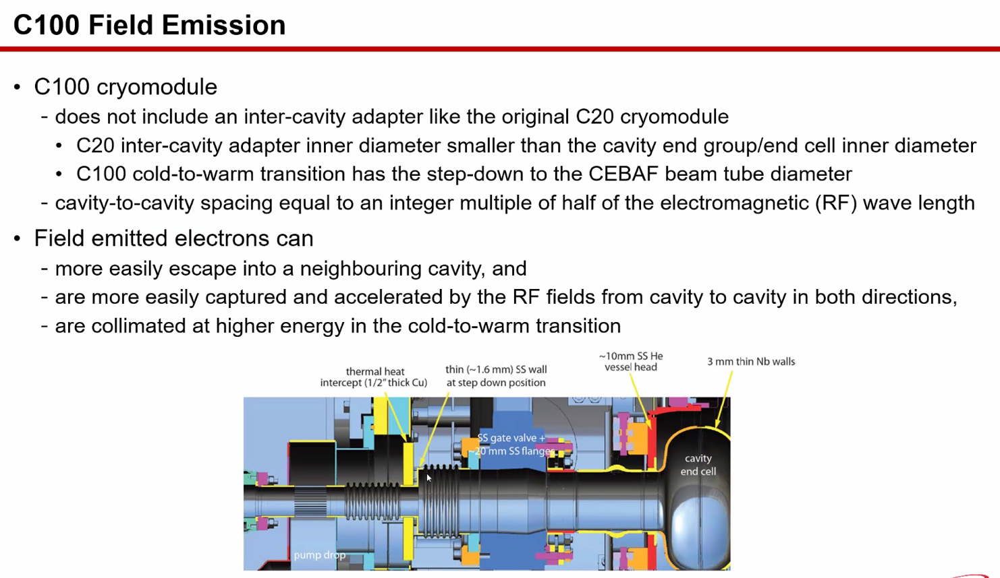 C100 Field Emission
• C100 cryomodule
- does not include an inter-cavity adapter like the original C20 cryomodule
• C20 inter-cavity adapter inner diameter smaller than the cavity end group/end cell inner diameter
• C100 cold-to-warm transition has the step-down to the CEBAF beam tube diameter
- cavity-to-cavity spacing equal to an integer multiple of half of the electromagnetic (RF) wave length
• Field emitted electrons can
- more easily escape into a neighbouring cavity, and
- are more easily captured and accelerated by the RF fields from cavity to cavity in both directions,
- are collimated at higher energy in the cold-to-warm transition
thermal heat
intercept (1/2" thick Cu)
thin (~1.6 mm) SS wall
at step down position
~10mm SS He
vessel head
3 mm thin Nb walls
SS gate valve +
~20 mm SS flanges
cavity
end cell
pump drop